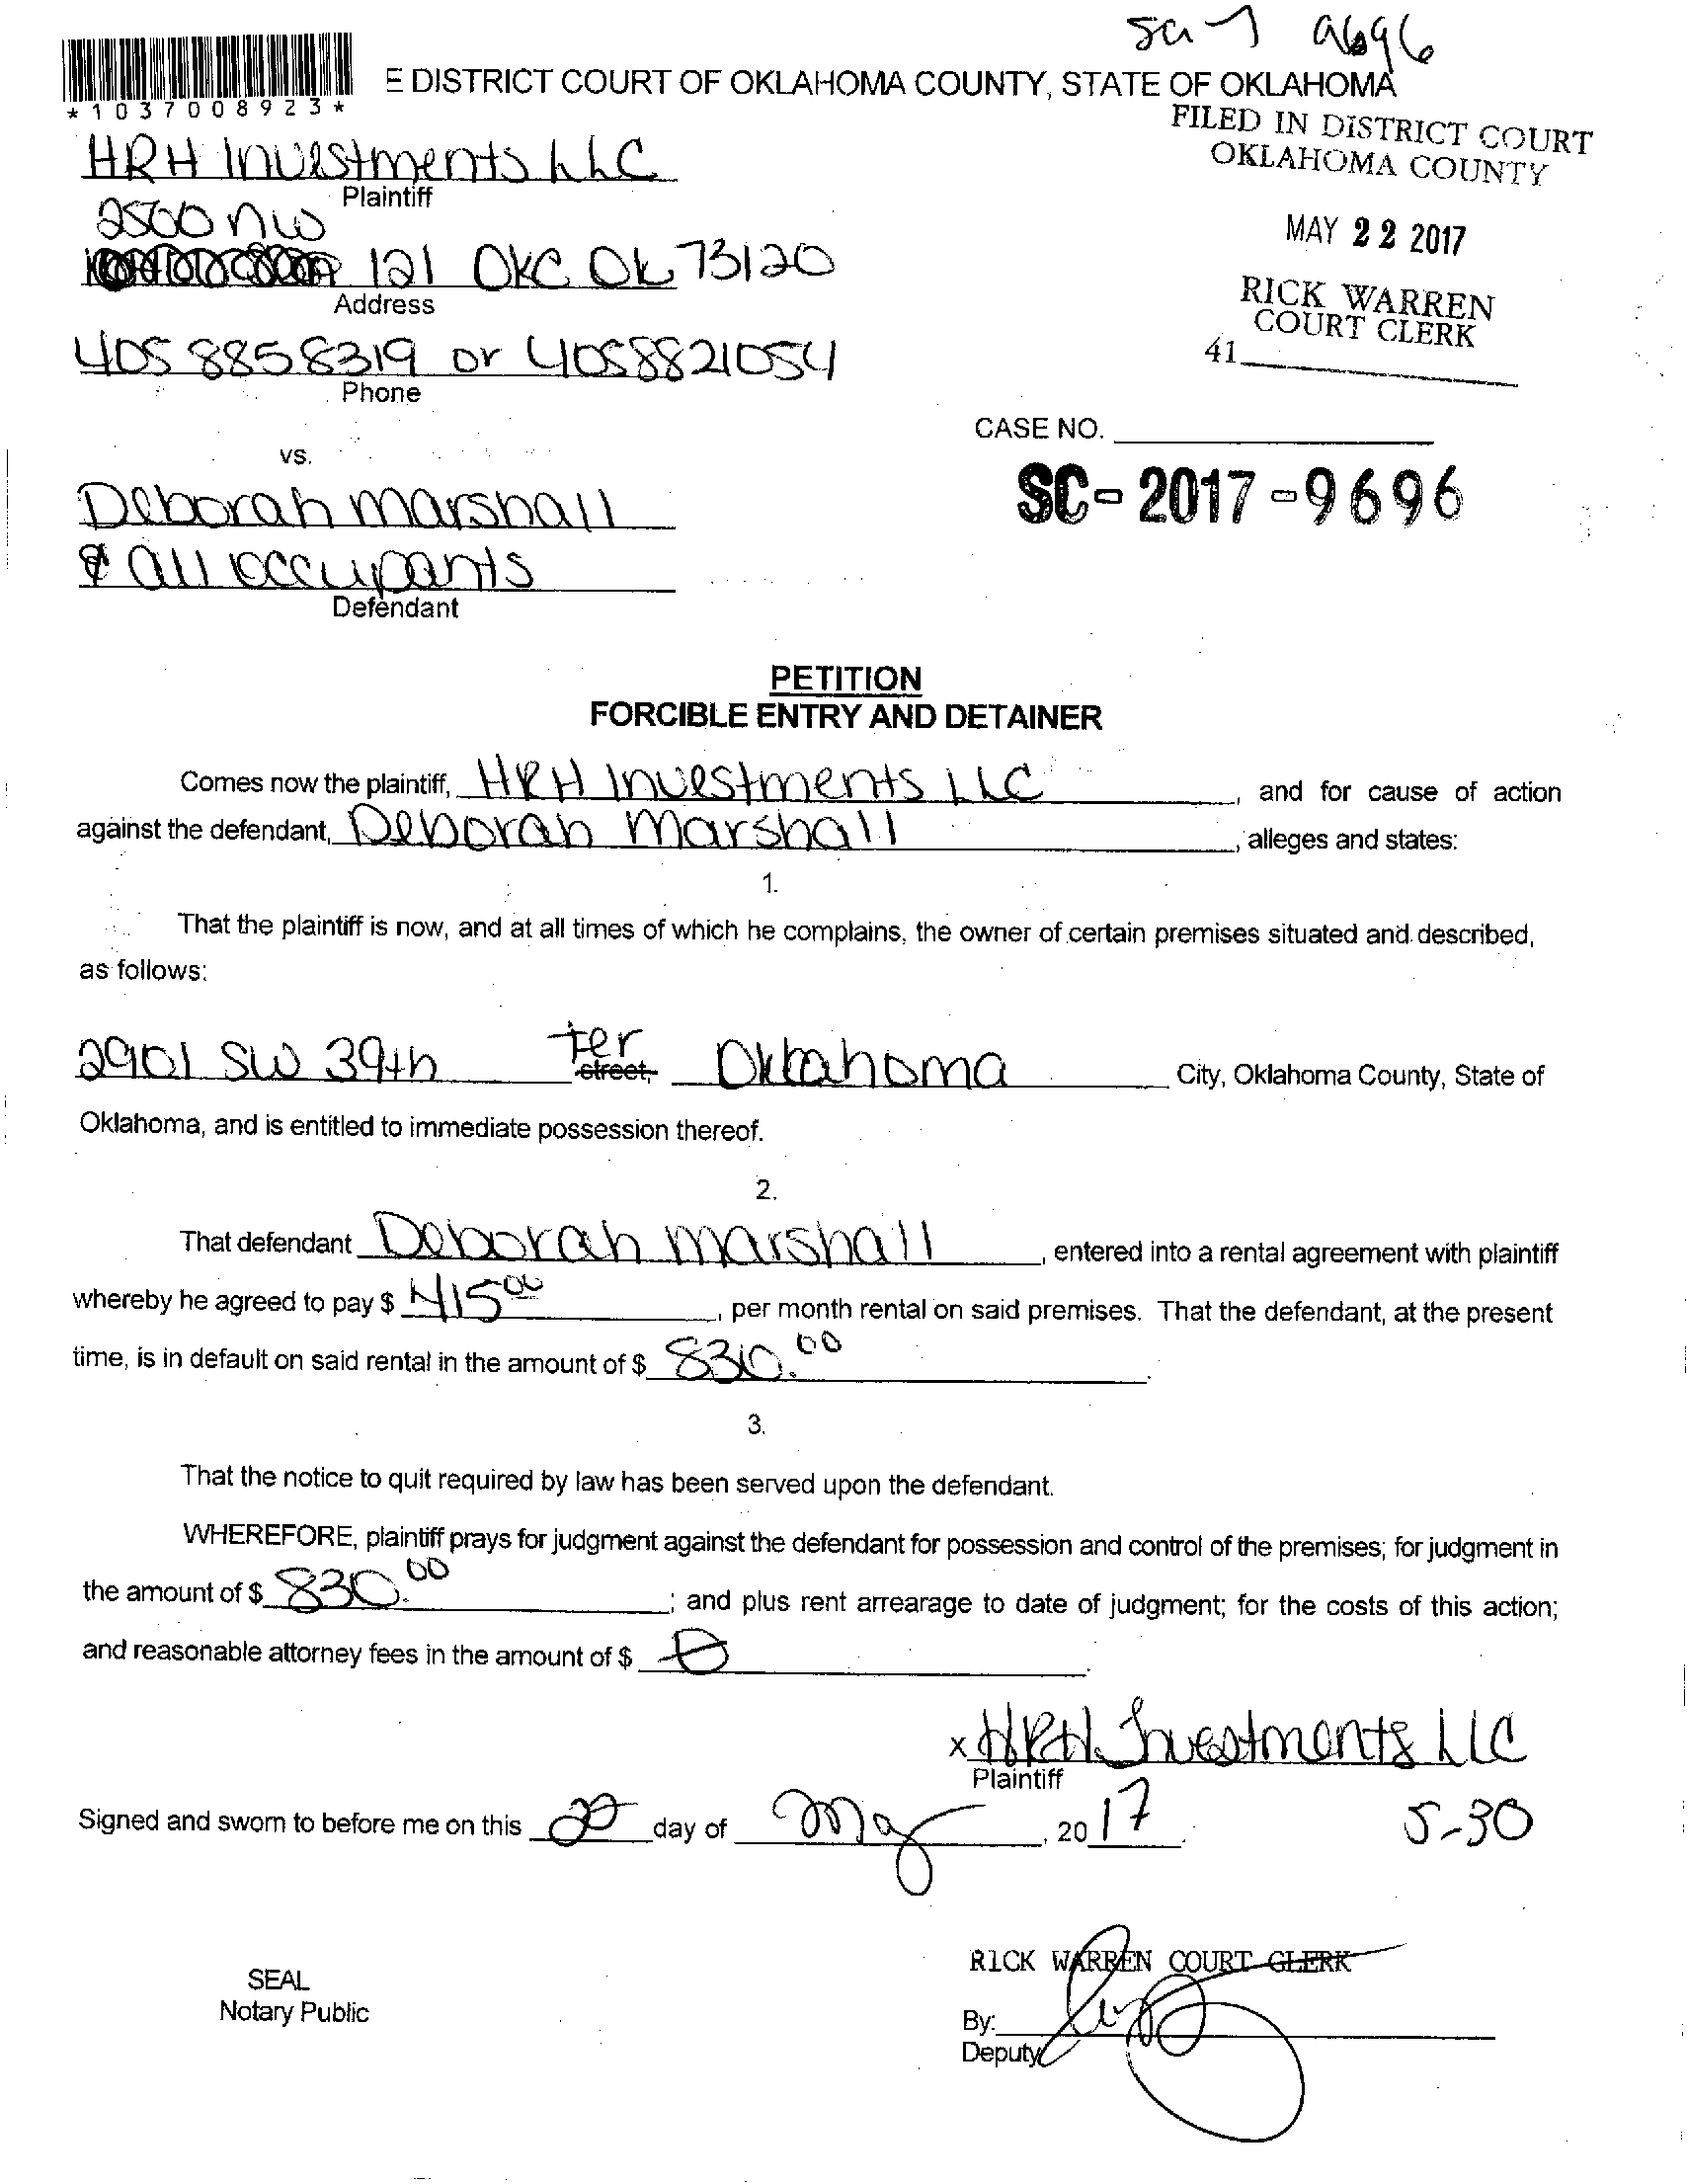 9696
E DISTRICT COURT OF OKLAHOMA COUNTY, STATE OF OKLAHOMA
*1037008923*
FILED IN DISTRICT COURT
OKLAHOMA COUNTY
HRH Investments LLC
Plaintiff
MAY 22 2017
2500 NW
121 OKC OK 73120
Address
RICK WARREN
COURT CLERK
41
405 8858319 or 4058821054
Phone
CASE NO.
vs.
SC-2017-9696
Deborah Marshall
& all occupants
Defendant
PETITION
FORCIBLE ENTRY AND DETAINER
Comes now the plaintiff, HRH Investments LLC, and for cause of action
against the defendant, Deborah Marshall, alleges and states:
1.
That the plaintiff is now, and at all times of which he complains, the owner of certain premises situated and described,
as follows:
2901 SW 39th ter street, Oklahoma City, Oklahoma County, State of
Oklahoma, and is entitled to immediate possession thereof.
2.
That defendant Deborah Marshall, entered into a rental agreement with plaintiff
whereby he agreed to pay $ 415 00, per month rental on said premises. That the defendant, at the present
time, is in default on said rental in the amount of $ 830.00.
3.
That the notice to quit required by law has been served upon the defendant.
WHEREFORE, plaintiff prays for judgment against the defendant for possession and control of the premises; for judgment in
the amount of $ 830.00; and plus rent arrearage to date of judgment; for the costs of this action;
and reasonable attorney fees in the amount of $ 0.
x HRH Investments LLC
Plaintiff
Signed and sworn to before me on this day of May, 2017.
5-30
RICK WARREN COURT CLERK
SEAL
Notary Public
By:
Deputy